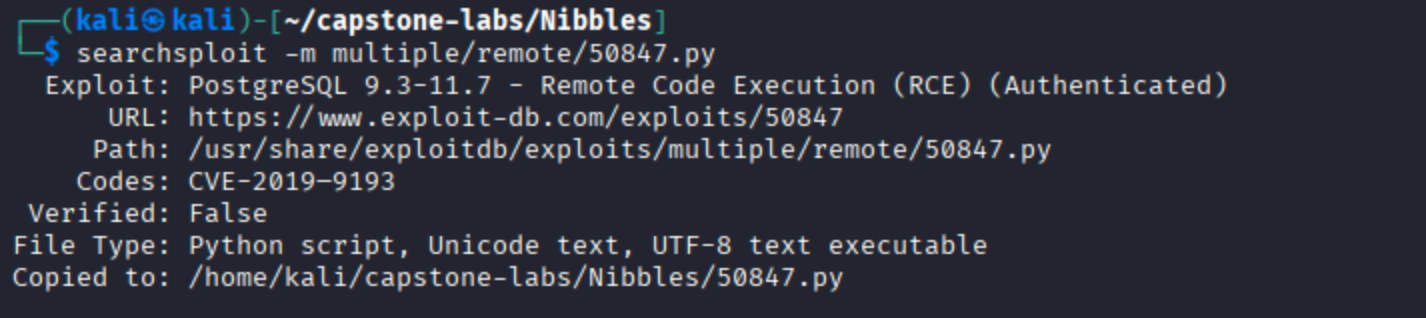 ┌──(kali㉿kali)-[~/capstone-labs/Nibbles]
└─$ searchsploit -m multiple/remote/50847.py
Exploit: PostgreSQL 9.3-11.7 - Remote Code Execution (RCE) (Authenticated)
URL: https://www.exploit-db.com/exploits/50847
Path: /usr/share/exploitdb/exploits/multiple/remote/50847.py
Codes: CVE-2019–9193
Verified: False
File Type: Python script, Unicode text, UTF-8 text executable
Copied to: /home/kali/capstone-labs/Nibbles/50847.py